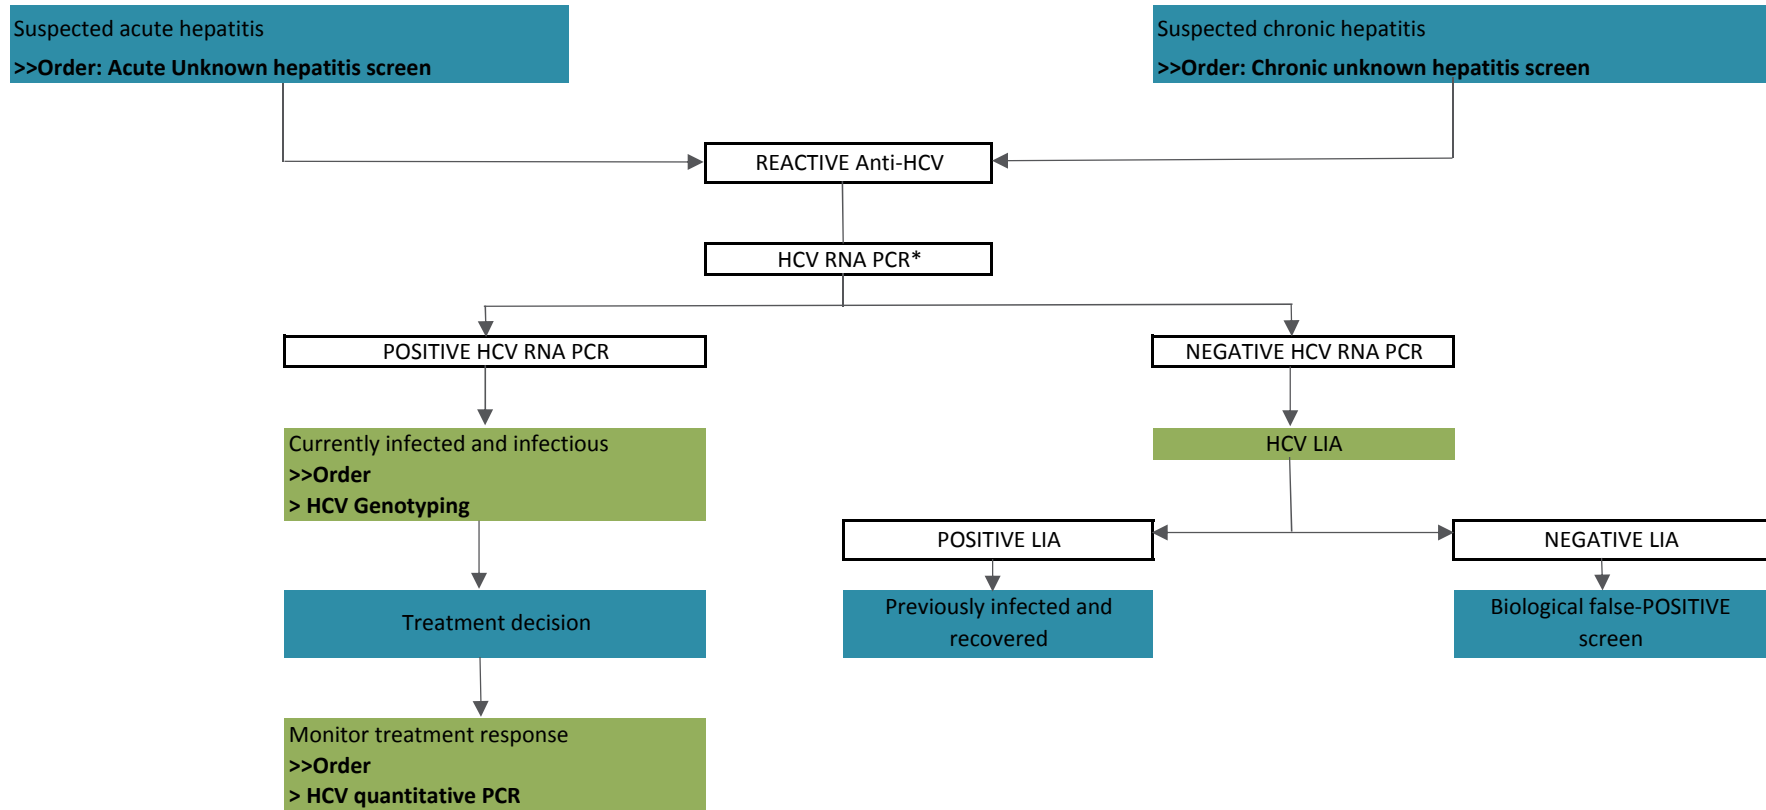 Suspected acute hepatitis
>>Order: Acute Unknown hepatitis screen
Suspected chronic hepatitis
>>Order: Chronic unknown hepatitis screen
REACTIVE Anti-HCV
HCV RNA PCR*
POSITIVE HCV RNA PCR
NEGATIVE HCV RNA PCR
Currently infected and infectious
>>Order
> HCV Genotyping
HCV LIA
POSITIVE LIA
NEGATIVE LIA
Treatment decision
Previously infected and
recovered
Biological false-POSITIVE
screen
Monitor treatment response
>>Order
> HCV quantitative PCR